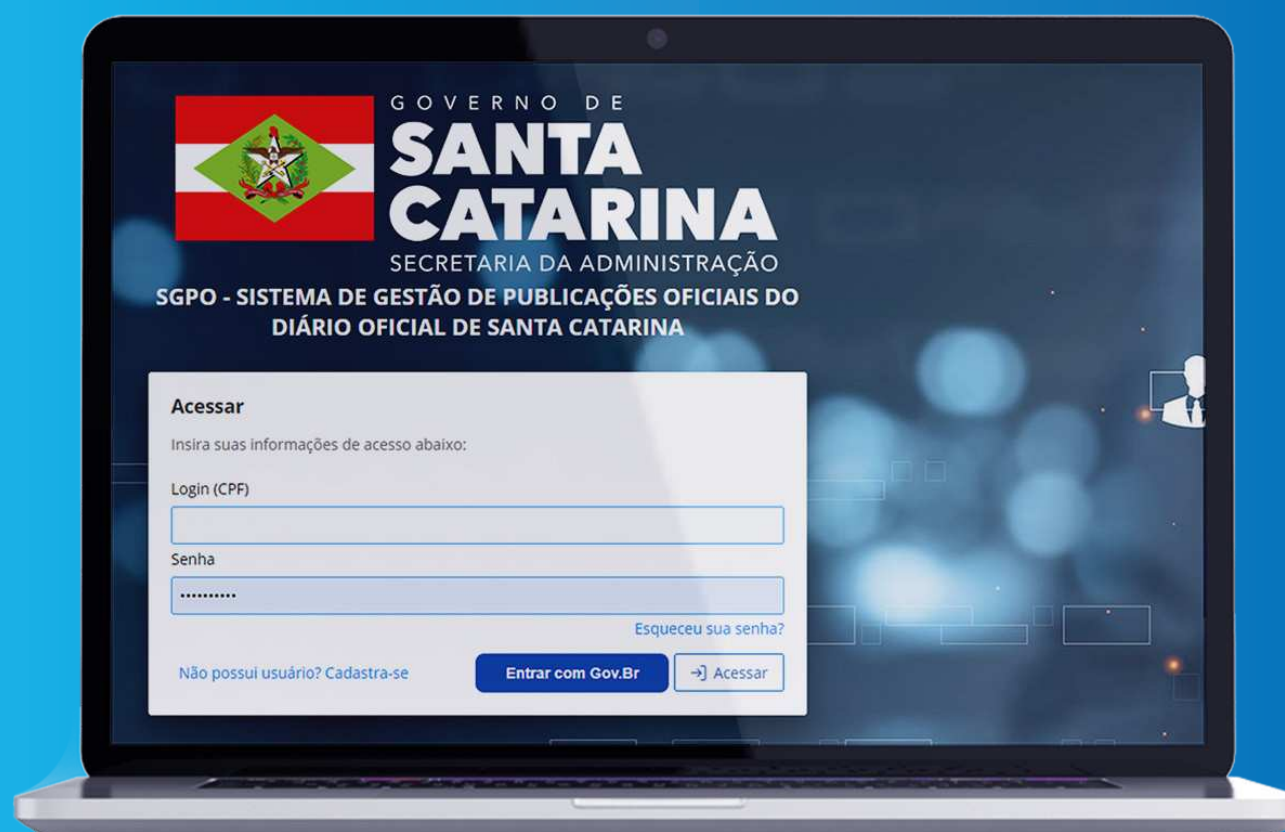 GOVERNO DE
SANTA
CATARINA
SECRETARIA DA ADMINISTRAÇÃO
SGPO - SISTEMA DE GESTÃO DE PUBLICAÇÕES OFICIAIS DO
DIÁRIO OFICIAL DE SANTA CATARINA
Acessar
Insira suas informações de acesso abaixo:
Login (CPF)
Senha
••••••••••
Esqueceu sua senha?
Não possui usuário? Cadastra-se
Entrar com Gov.Br
Acessar